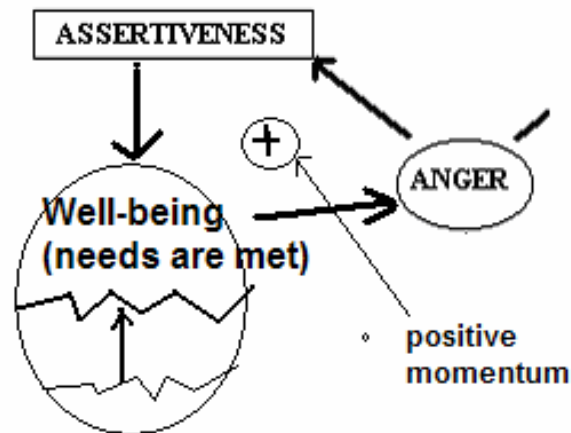 ASSERTIVENESS
+
ANGER
Well-being
(needs are met)
positive
momentum